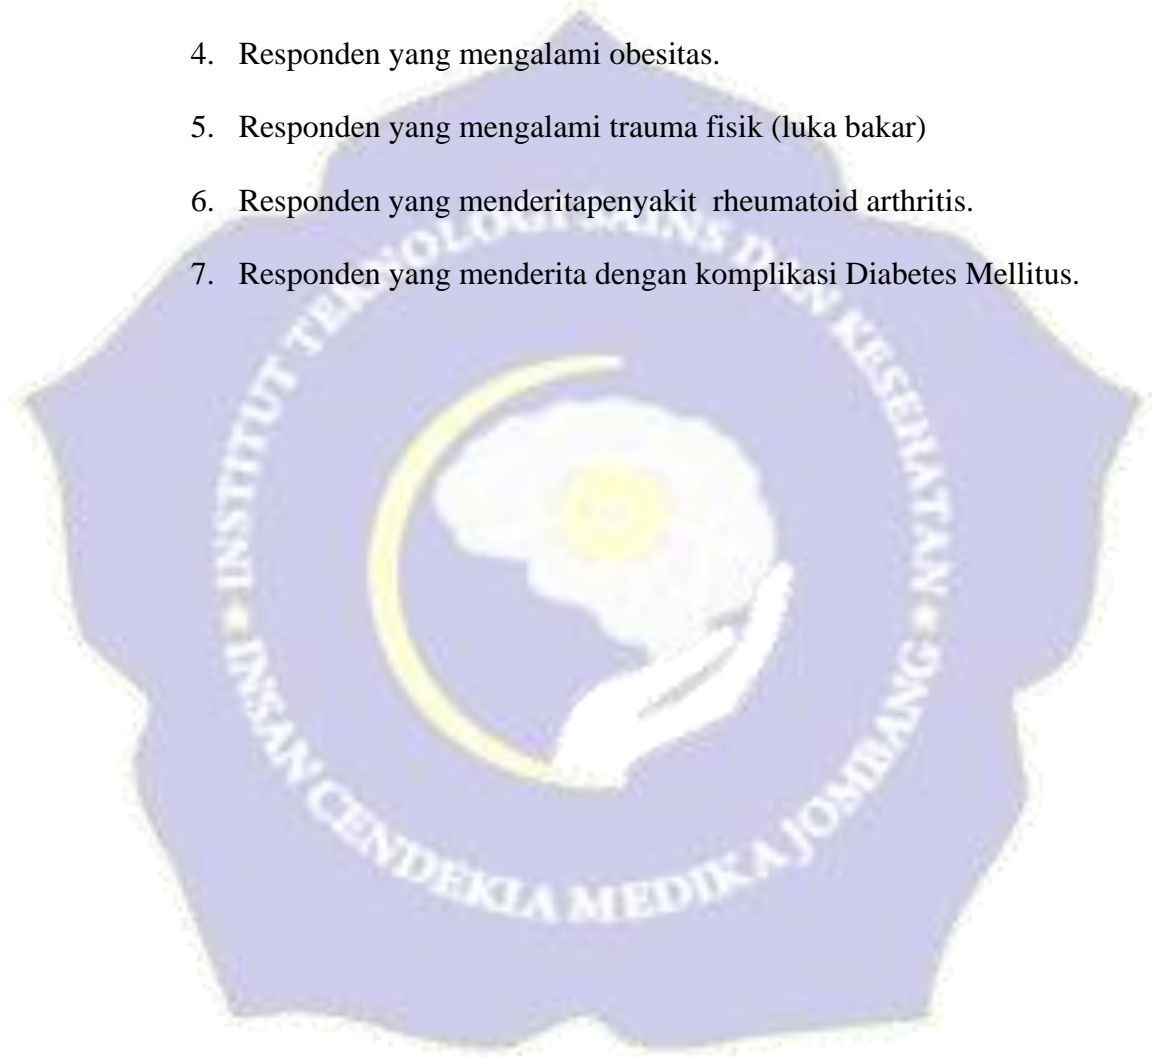 4. Responden yang mengalami obesitas.
5. Responden yang mengalami trauma fisik (luka bakar)
6. Responden yang menderitapenyakit  rheumatoid arthritis.
7. Responden yang menderita dengan komplikasi Diabetes Mellitus.
INSTITUT TEKNOLOGI SAINS DAN KESEHATAN
INSAN CENDEKIA MEDIKA JOMBANG